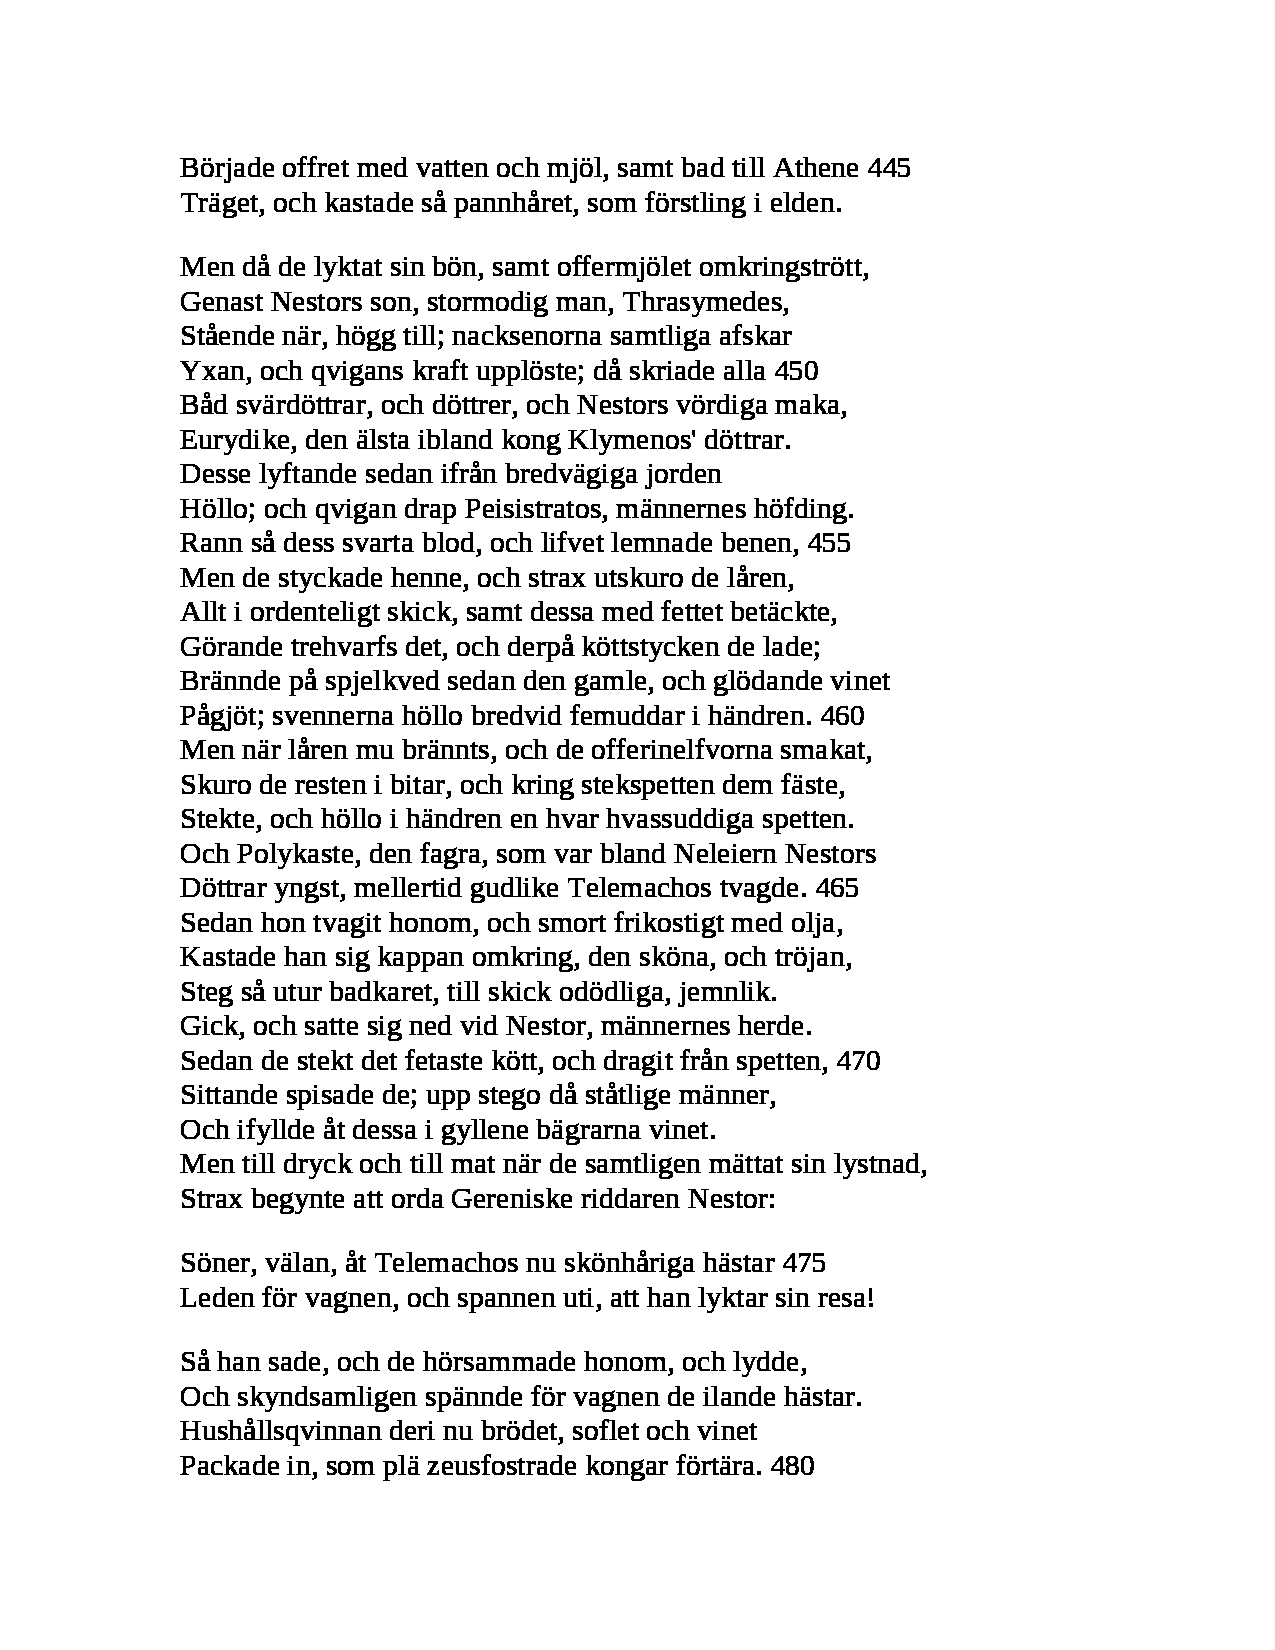 Började offret med vatten och mjöl, samt bad till Athene 445
Träget, och kastade så pannhåret, som förstling i elden.
Men då de lyktat sin bön, samt offermjölet omkringstrött,
Genast Nestors son, stormodig man, Thrasymedes,
Stående när, högg till; nacksenorna samtliga afskar
Yxan, och qvigans kraft upplöste; då skriade alla 450
Båd svärdöttrar, och döttrer, och Nestors vördiga maka,
Eurydike, den älsta ibland kong Klymenos' döttrar.
Desse lyftande sedan ifrån bredvägiga jorden
Höllo; och qvigan drap Peisistratos, männernes höfding.
Rann så dess svarta blod, och lifvet lemnade benen, 455
Men de styckade henne, och strax utskuro de låren,
Allt i ordenteligt skick, samt dessa med fettet betäckte,
Görande trehvarfs det, och derpå köttstycken de lade;
Brännde på spjelkved sedan den gamle, och glödande vinet
Pågjöt; svennerna höllo bredvid femuddar i händren. 460
Men när låren mu brännts, och de offerinelfvorna smakat,
Skuro de resten i bitar, och kring stekspetten dem fäste,
Stekte, och höllo i händren en hvar hvassuddiga spetten.
Och Polykaste, den fagra, som var bland Neleiern Nestors
Döttrar yngst, mellertid gudlike Telemachos tvagde. 465
Sedan hon tvagit honom, och smort frikostigt med olja,
Kastade han sig kappan omkring, den sköna, och tröjan,
Steg så utur badkaret, till skick odödliga, jemnlik.
Gick, och satte sig ned vid Nestor, männernes herde.
Sedan de stekt det fetaste kött, och dragit från spetten, 470
Sittande spisade de; upp stego då ståtlige männer,
Och ifyllde åt dessa i gyllene bägrarna vinet.
Men till dryck och till mat när de samtligen mättat sin lystnad,
Strax begynte att orda Gereniske riddaren Nestor:
Söner, välan, åt Telemachos nu skönhåriga hästar 475
Leden för vagnen, och spannen uti, att han lyktar sin resa!
Så han sade, och de hörsammade honom, och lydde,
Och skyndsamligen spännde för vagnen de ilande hästar.
Hushållsqvinnan deri nu brödet, soflet och vinet
Packade in, som plä zeusfostrade kongar förtära. 480